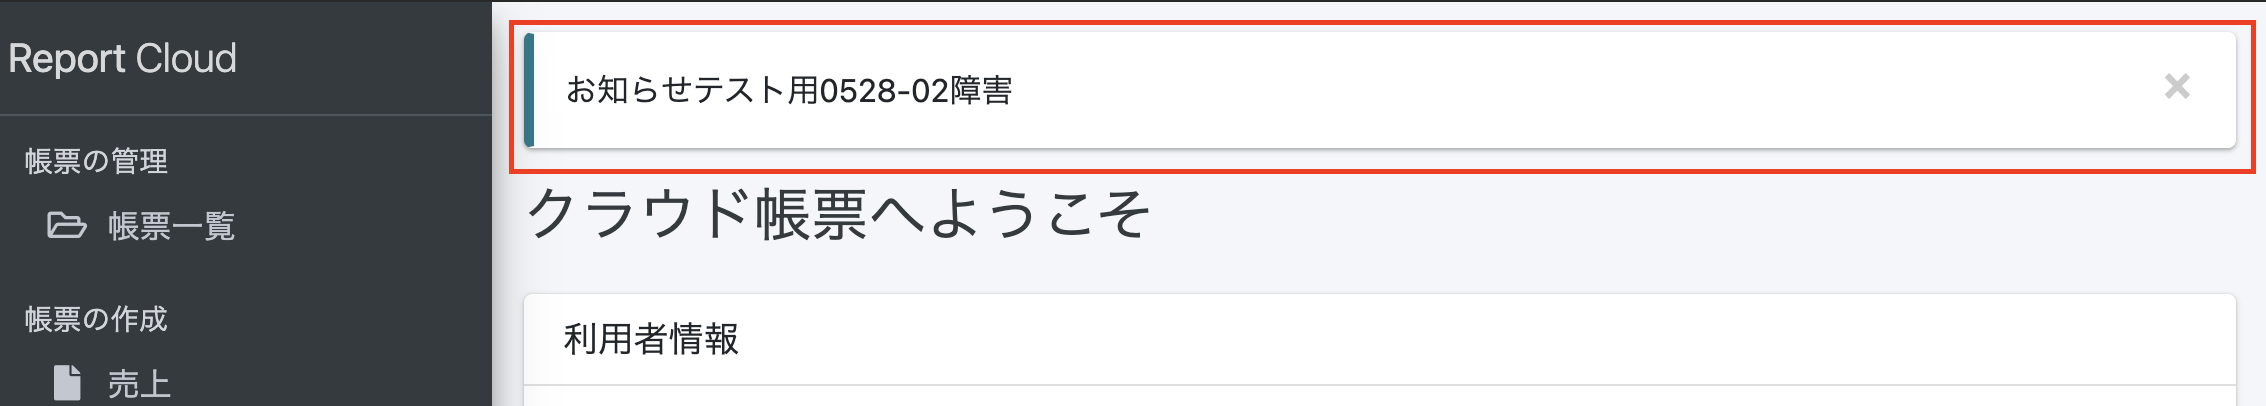 Report Cloud
帳票の管理
帳票一覧
帳票の作成
売上
お知らせテスト用0528-02障害
クラウド帳票へようこそ
利用者情報